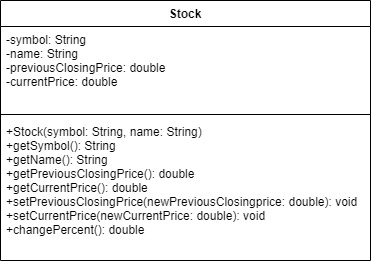 Stock
-symbol: String
-name: String
-previousClosingPrice: double
-currentPrice: double
+Stock(symbol: String, name: String)
+getSymbol(): String
+getName(): String
+getPreviousClosingPrice(): double
+getCurrentPrice(): double
+setPreviousClosingPrice(newPreviousClosingprice: double): void
+setCurrentPrice(newCurrentPrice: double): void
+changePercent(): double